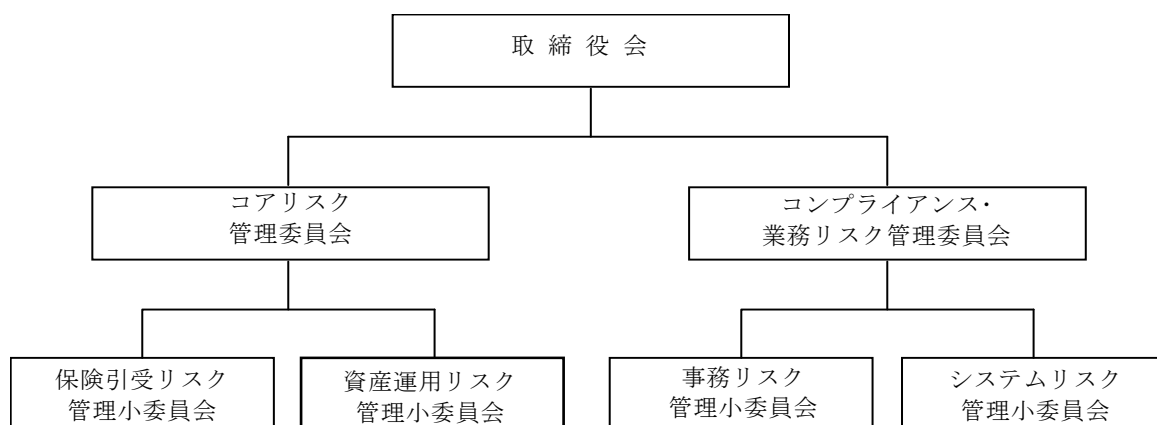 取締役会
コアリスク
管理委員会
コンプライアンス・
業務リスク管理委員会
保険引受リスク
管理小委員会
資産運用リスク
管理小委員会
事務リスク
管理小委員会
システムリスク
管理小委員会